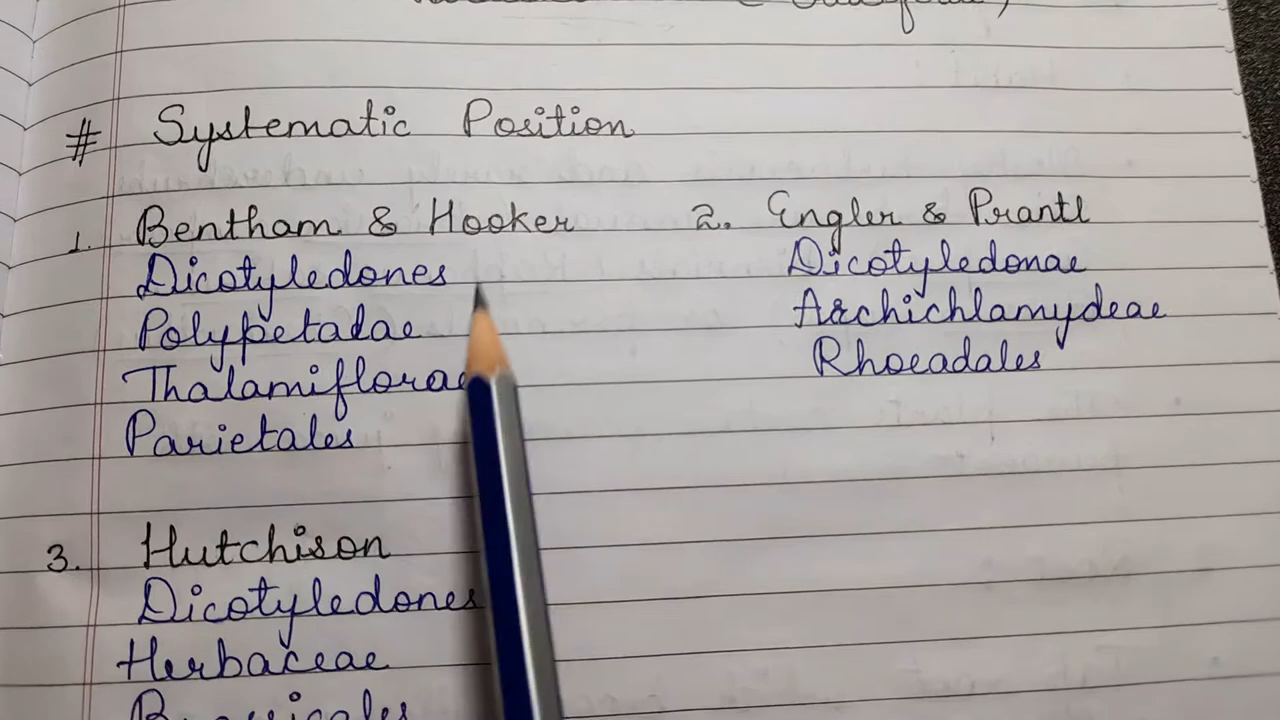 # Systematic Position
1. Bentham & Hooker
Dicotyledones
Polypetalae
Thalamiflorae
Parietales
2. Engler & Prantl
Dicotyledonae
Archichlamydeae
Rhoeadales
3. Hutchison
Dicotyledones
Herbaceae